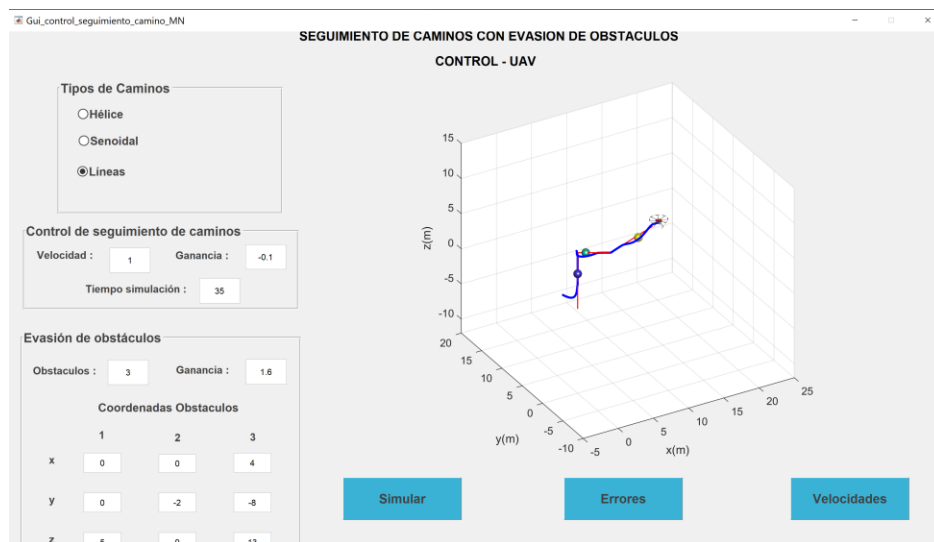 Gui_control_seguimiento_camino_MN
SEGUIMIENTO DE CAMINOS CON EVASION DE OBSTACULOS
CONTROL - UAV
Tipos de Caminos
Hélice
Senoidal
Líneas
Control de seguimiento de caminos
Velocidad : 1 Ganancia : -0.1
Tiempo simulación : 35
Evasión de obstáculos
Obstaculos : 3 Ganancia : 1.6
Coordenadas Obstaculos
1 2 3
x 0 0 4
y 0 -2 -8
z
15
10
5
0
-5
-10
z(m)
20
15
10
5
0
-5
-10
y(m)
-5
0
5
10
15
20
25
x(m)
Simular
Errores
Velocidades